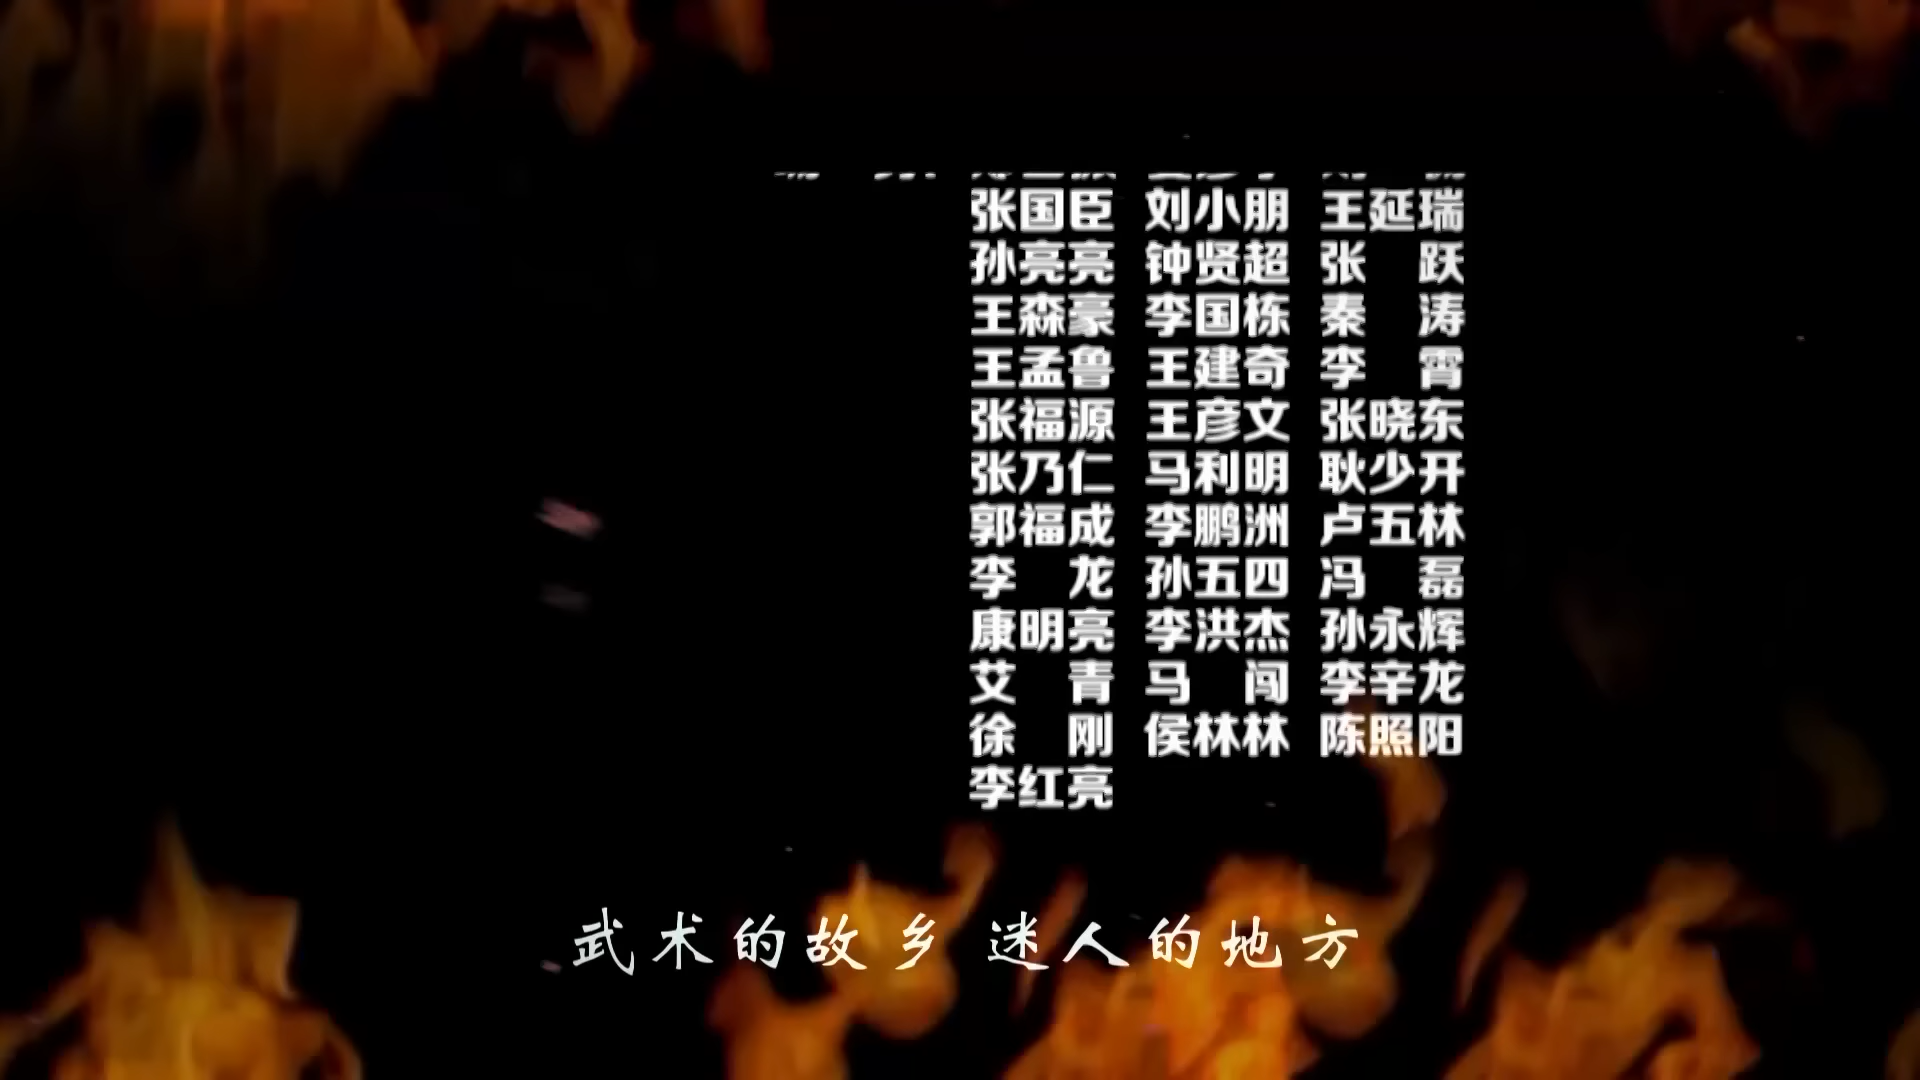 张国臣 刘小朋 王延瑞
孙亮亮 钟贤超 张 跃
王森豪 李国栋 秦 涛
王孟鲁 王建奇 李 霄
张福源 王彦文 张晓东
张乃仁 马利明 耿少开
郭福成 李鹏洲 卢五林
李 龙 孙五四 冯 磊
康明亮 李洪杰 孙永辉
艾 青 马 闯 李辛龙
徐 刚 侯林林 陈照阳
李红亮
武术的故乡 迷人的地方